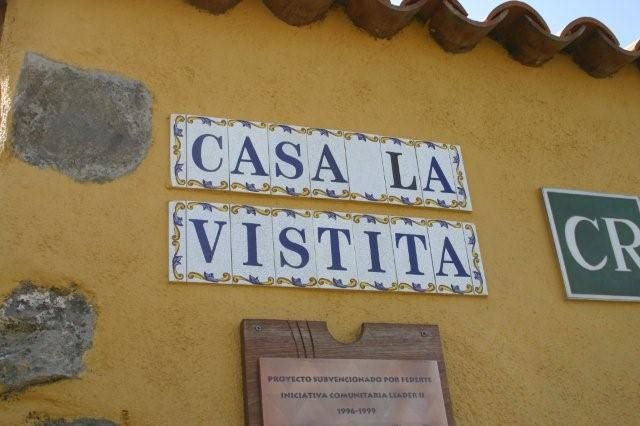 CASA LA
VISTITA
CR
PROYECTO SUBVENCIONADO POR FEDERTE
INICIATIVA COMUNITARIA LEADER II
1996-1999